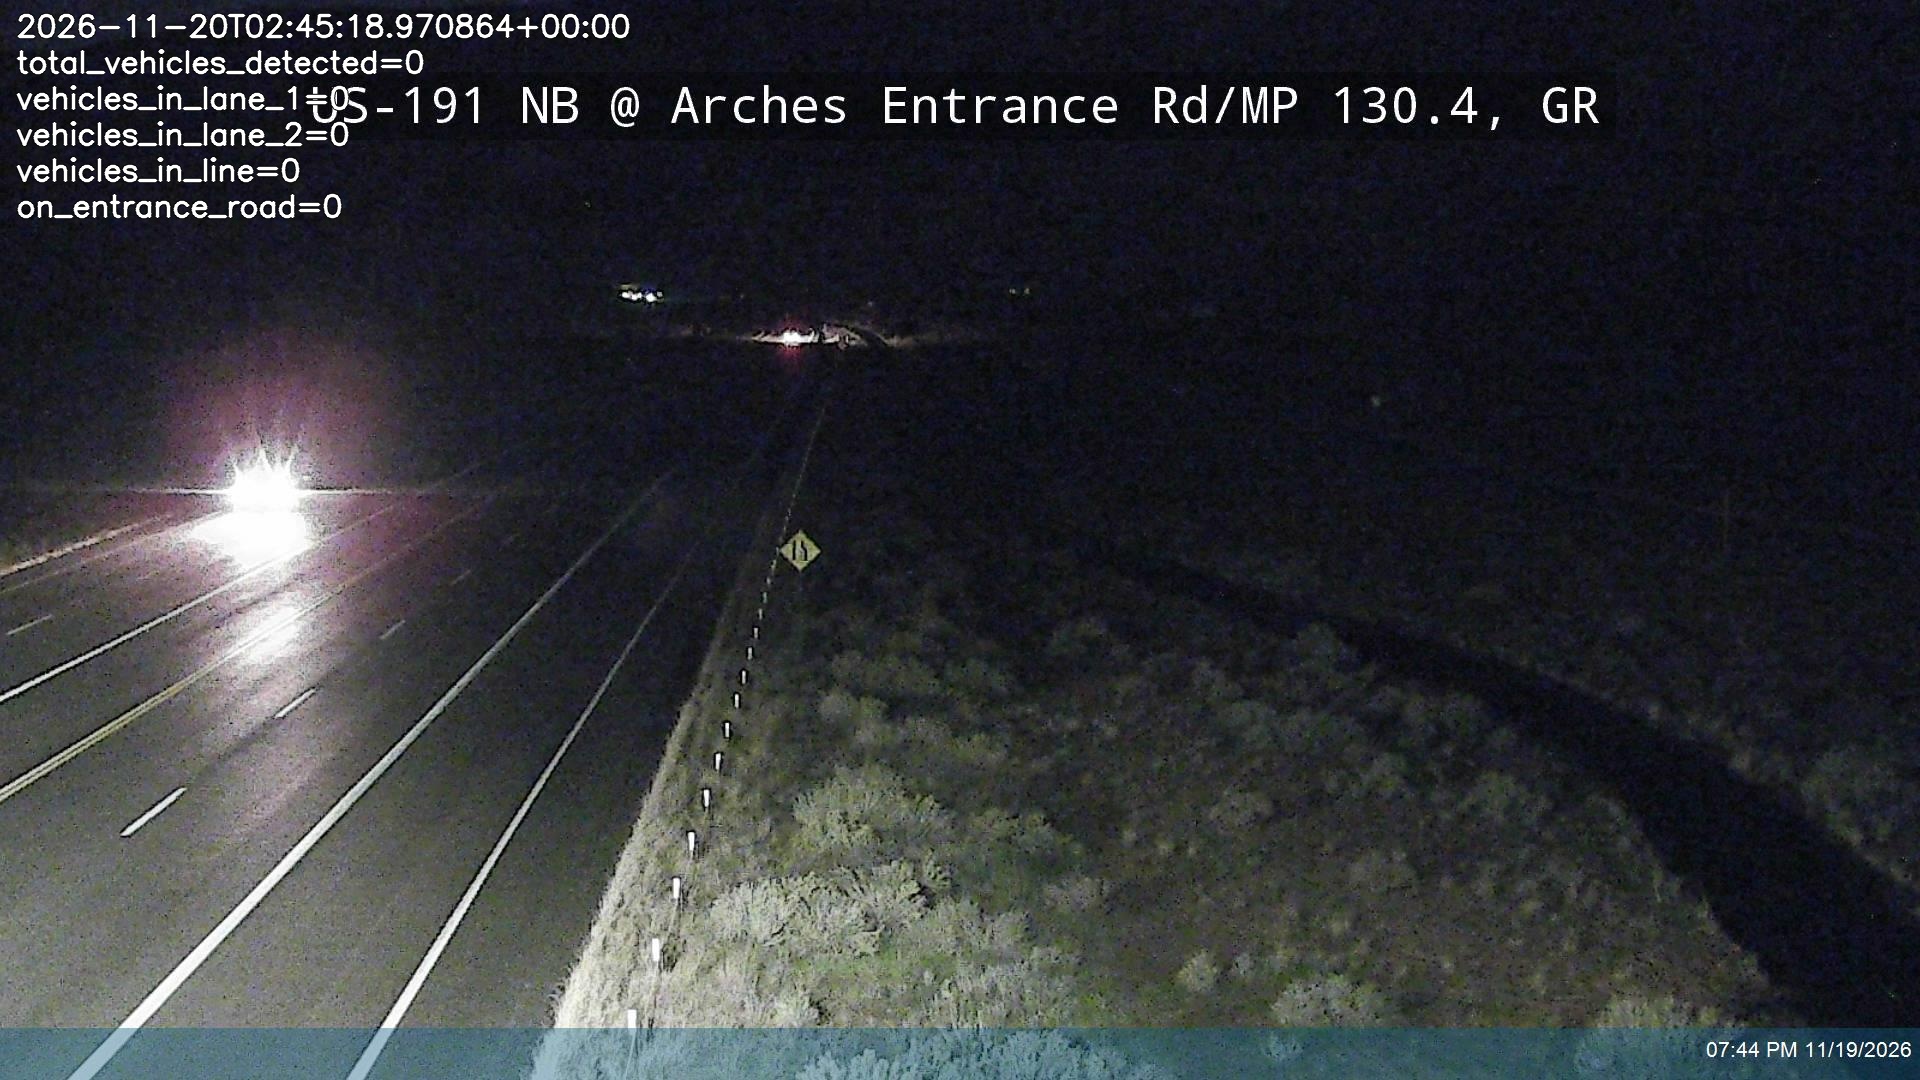 2026-11-20T02:45:18.970864+00:00
total_vehicles_detected=0
vehicles_in_lane_1=0
US-191 NB @ Arches Entrance Rd/MP 130.4, GR
vehicles_in_lane_2=0
vehicles_in_line=0
on_entrance_road=0
07:44 PM 11/19/2026